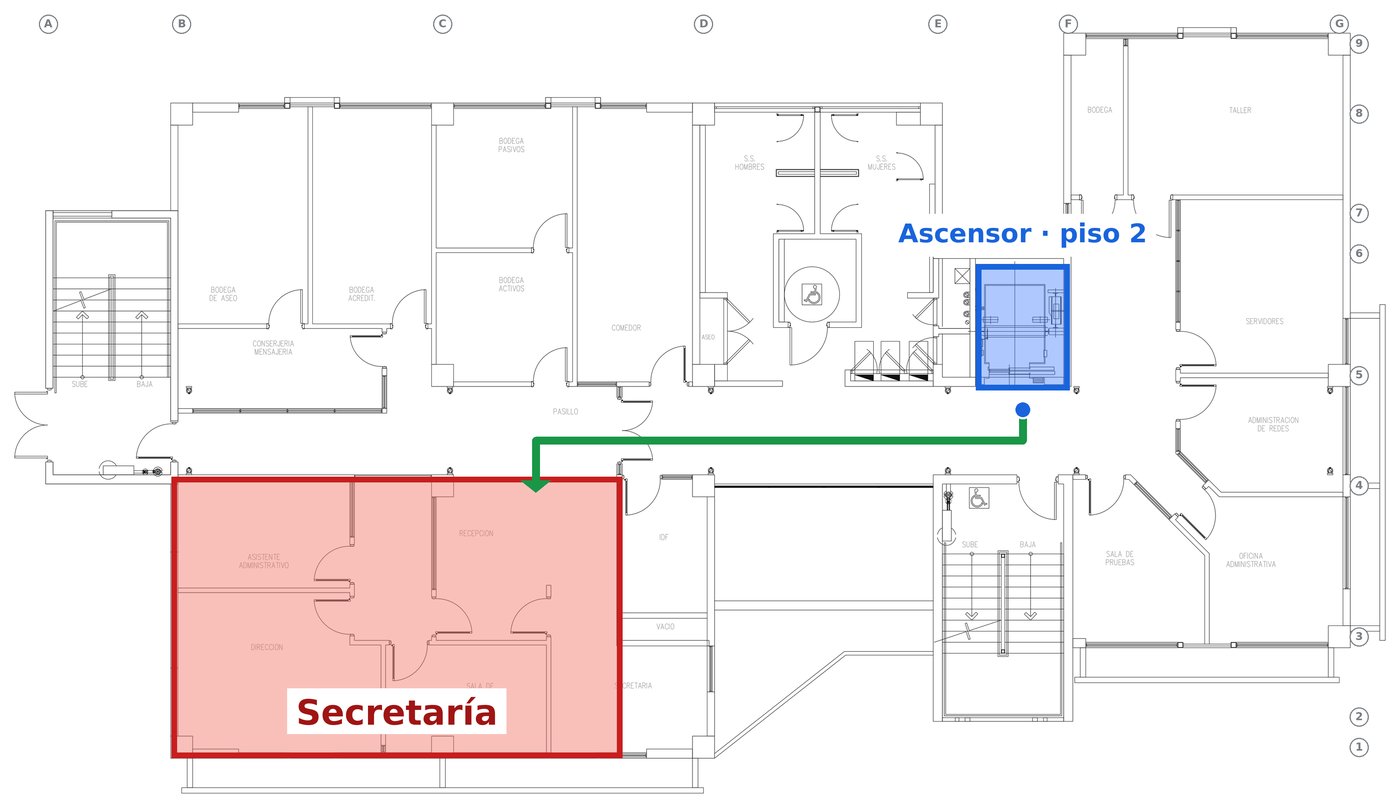 A
B
C
D
E
F
G
9
8
7
6
5
4
3
2
1
BODEGA
TALLER
BODEGA
PASIVOS
S.S.
HOMBRES
S.S.
MUJERES
Ascensor · piso 2
BODEGA
DE ASEO
BODEGA
ACREDIT.
BODEGA
ACTIVOS
COMEDOR
ASEO
SERVIDORES
CONSERJERIA
MENSAJERIA
SUBE
BAJA
PASILLO
ADMINISTRACION
DE REDES
ASISTENTE
ADMINISTRATIVO
RECEPCION
IDF
SUBE
BAJA
SALA DE
PRUEBAS
OFICINA
ADMINISTRATIVA
VACIO
DIRECCION
SALA DE
SECRETARIA
Secretaría